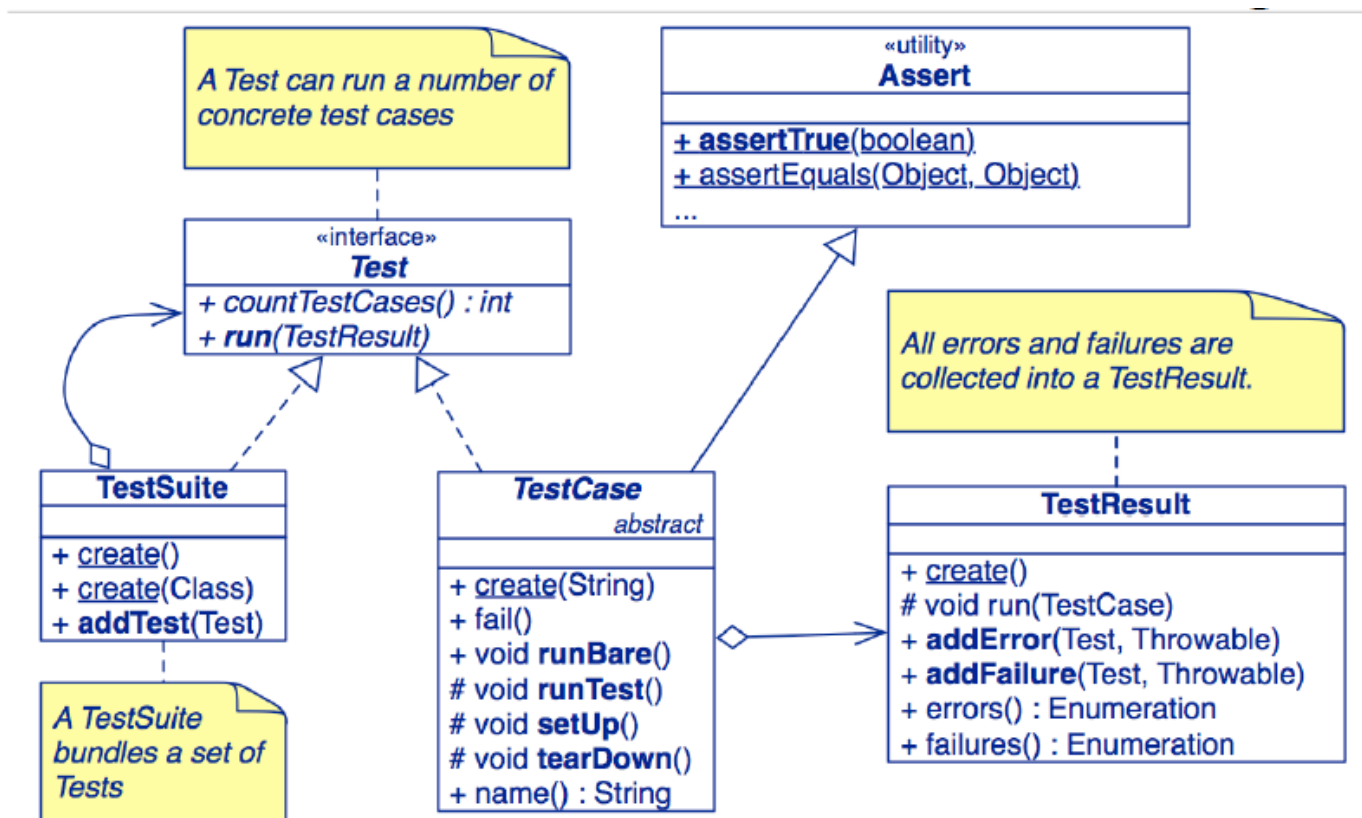 A Test can run a number of
concrete test cases
«utility»
Assert
+ assertTrue(boolean)
+ assertEquals(Object, Object)
...
«interface»
Test
+ countTestCases() : int
+ run(TestResult)
All errors and failures are
collected into a TestResult.
TestSuite
+ create()
+ create(Class)
+ addTest(Test)
A TestSuite
bundles a set of
Tests
TestCase
abstract
+ create(String)
+ fail()
+ void runBare()
# void runTest()
# void setUp()
# void tearDown()
+ name() : String
TestResult
+ create()
# void run(TestCase)
+ addError(Test, Throwable)
+ addFailure(Test, Throwable)
+ errors() : Enumeration
+ failures() : Enumeration